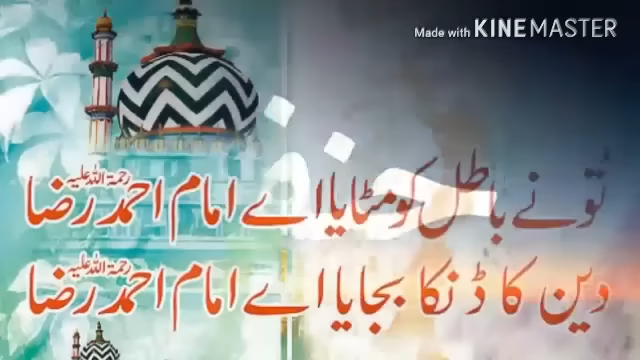 Made with KINEMASTER
تُو نے باطل کو مٹایا اے امام احمد رضا رحمۃ اللہ علیہ
دین کا ڈنکا بجایا اے امام احمد رضا رحمۃ اللہ علیہ